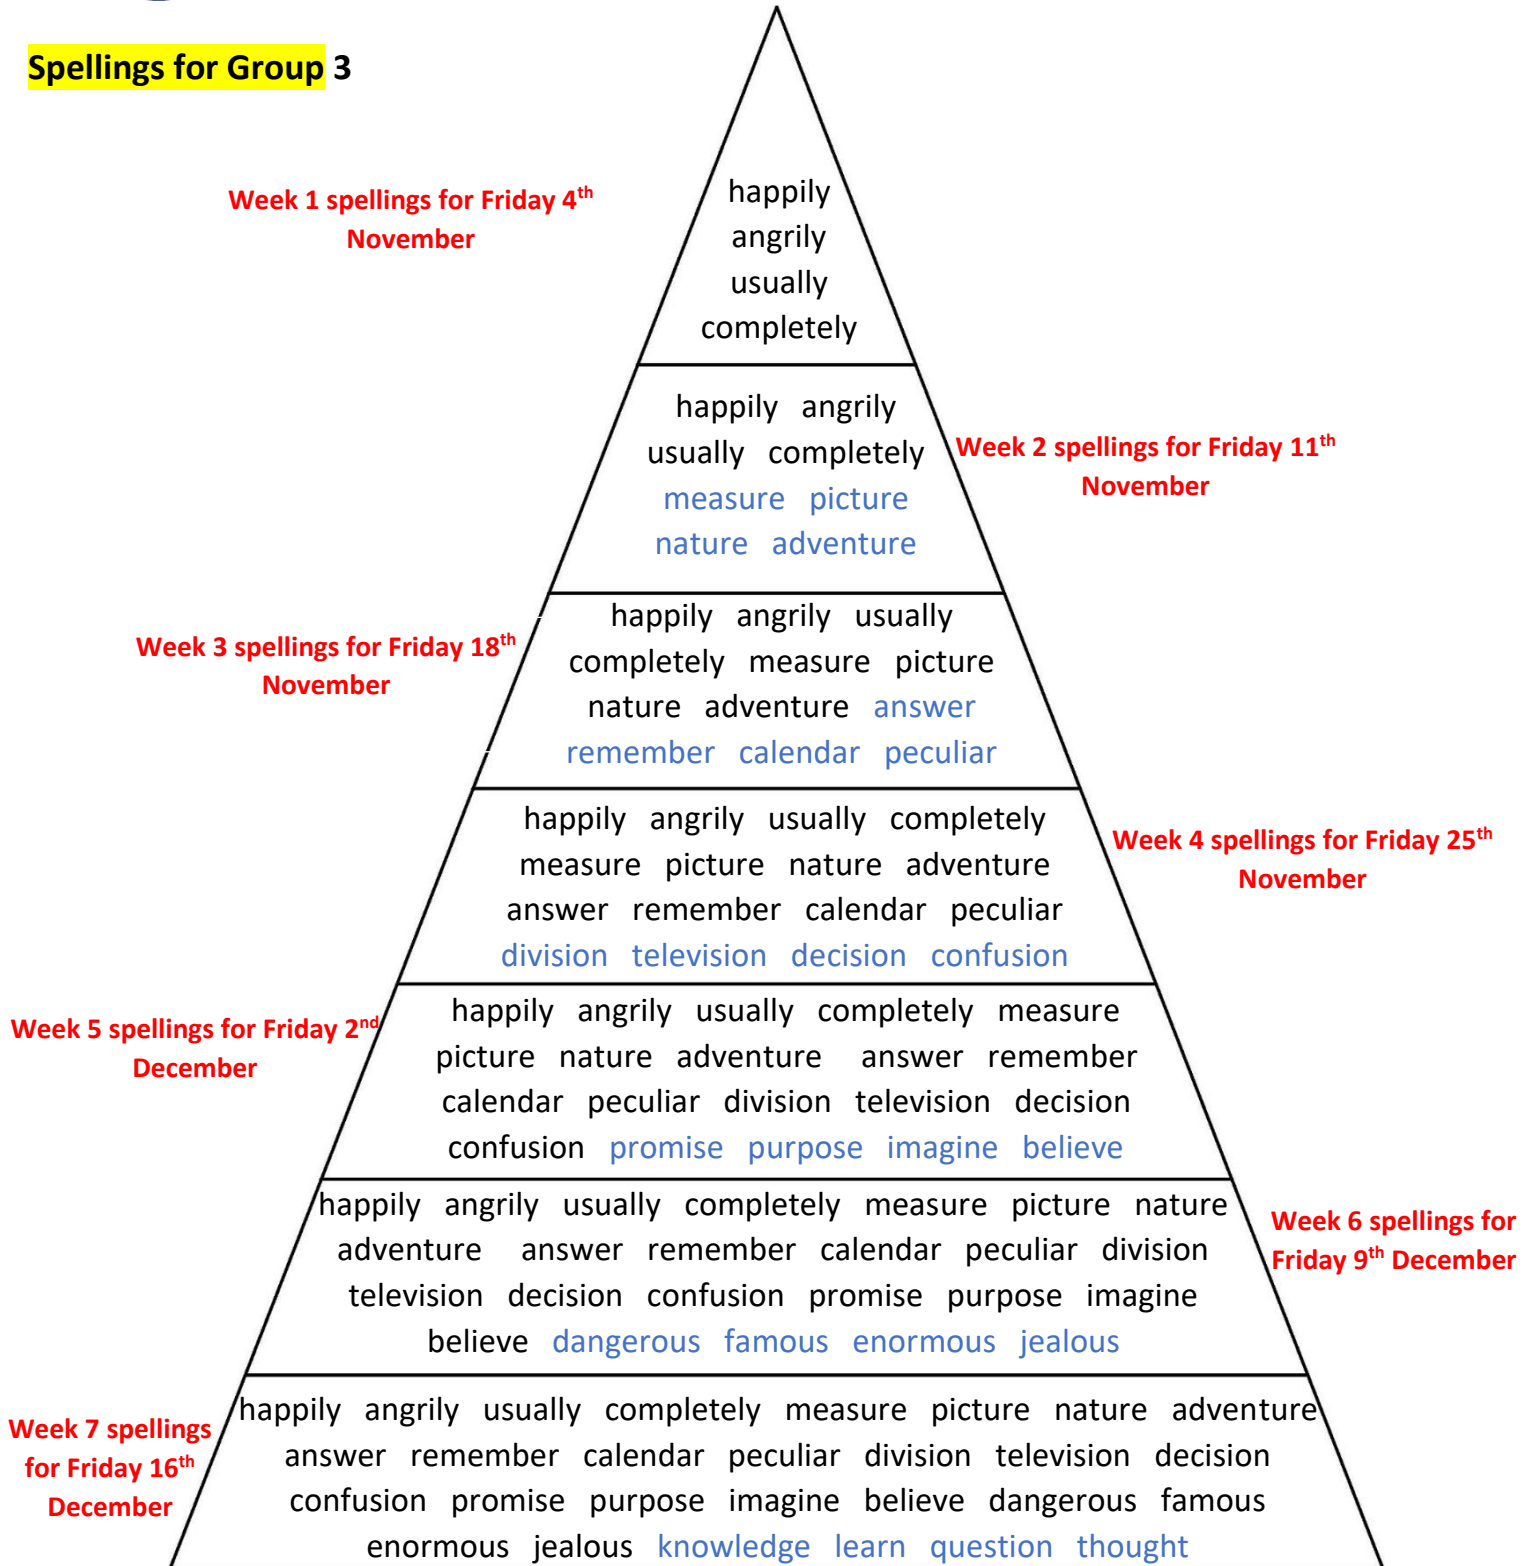 Spellings for Group 3
Week 1 spellings for Friday 4th
November
happily
angrily
usually
completely
happily angrily
usually completely
measure picture
nature adventure
Week 2 spellings for Friday 11th
November
Week 3 spellings for Friday 18th
November
happily angrily usually
completely measure picture
nature adventure answer
remember calendar peculiar
happily angrily usually completely
measure picture nature adventure
answer remember calendar peculiar
division television decision confusion
Week 4 spellings for Friday 25th
November
Week 5 spellings for Friday 2nd
December
happily angrily usually completely measure
picture nature adventure answer remember
calendar peculiar division television decision
confusion promise purpose imagine believe
happily angrily usually completely measure picture nature
adventure answer remember calendar peculiar division
television decision confusion promise purpose imagine
believe dangerous famous enormous jealous
Week 6 spellings for
Friday 9th December
Week 7 spellings
for Friday 16th
December
happily angrily usually completely measure picture nature adventure
answer remember calendar peculiar division television decision
confusion promise purpose imagine believe dangerous famous
enormous jealous knowledge learn question thought